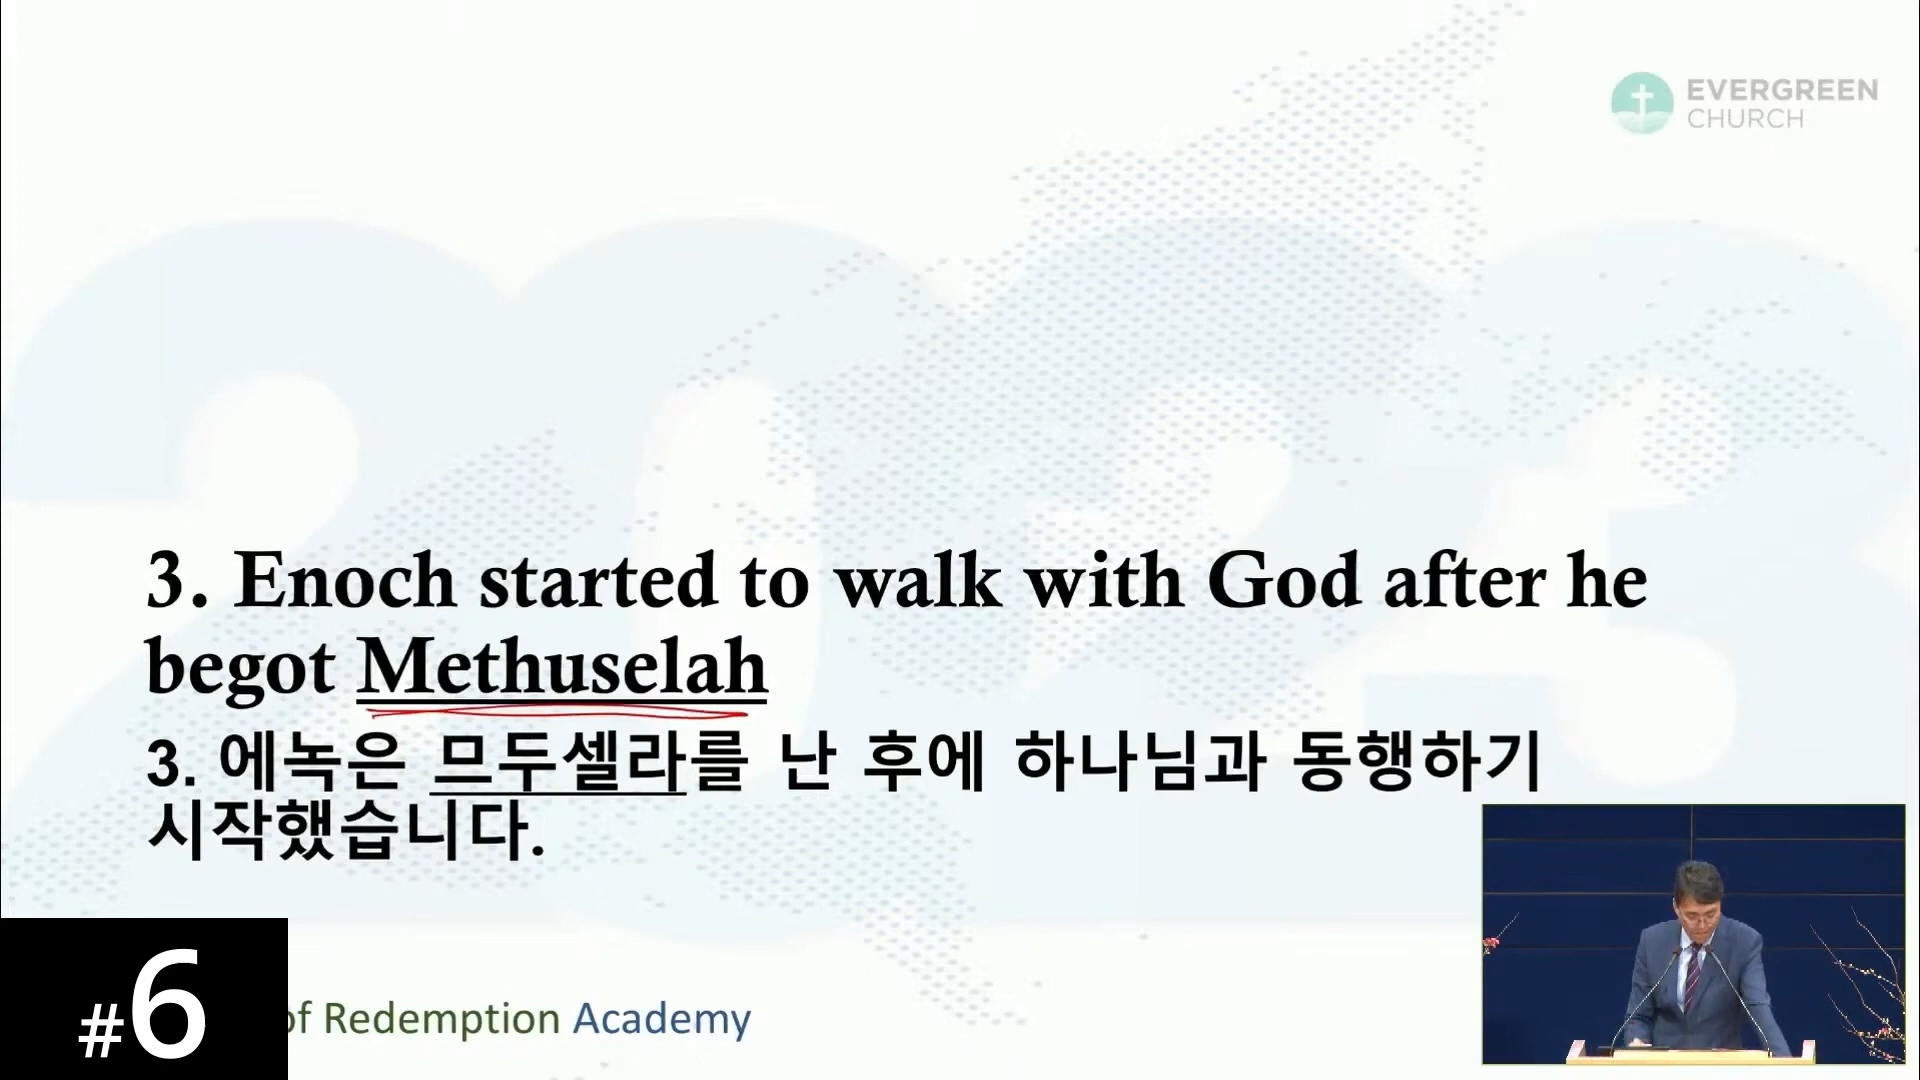 EVERGREEN
CHURCH
3. Enoch started to walk with God after he
begot Methuselah
3. 에녹은 므두셀라를 난 후에 하나님과 동행하기
시작했습니다.
#6
of Redemption Academy